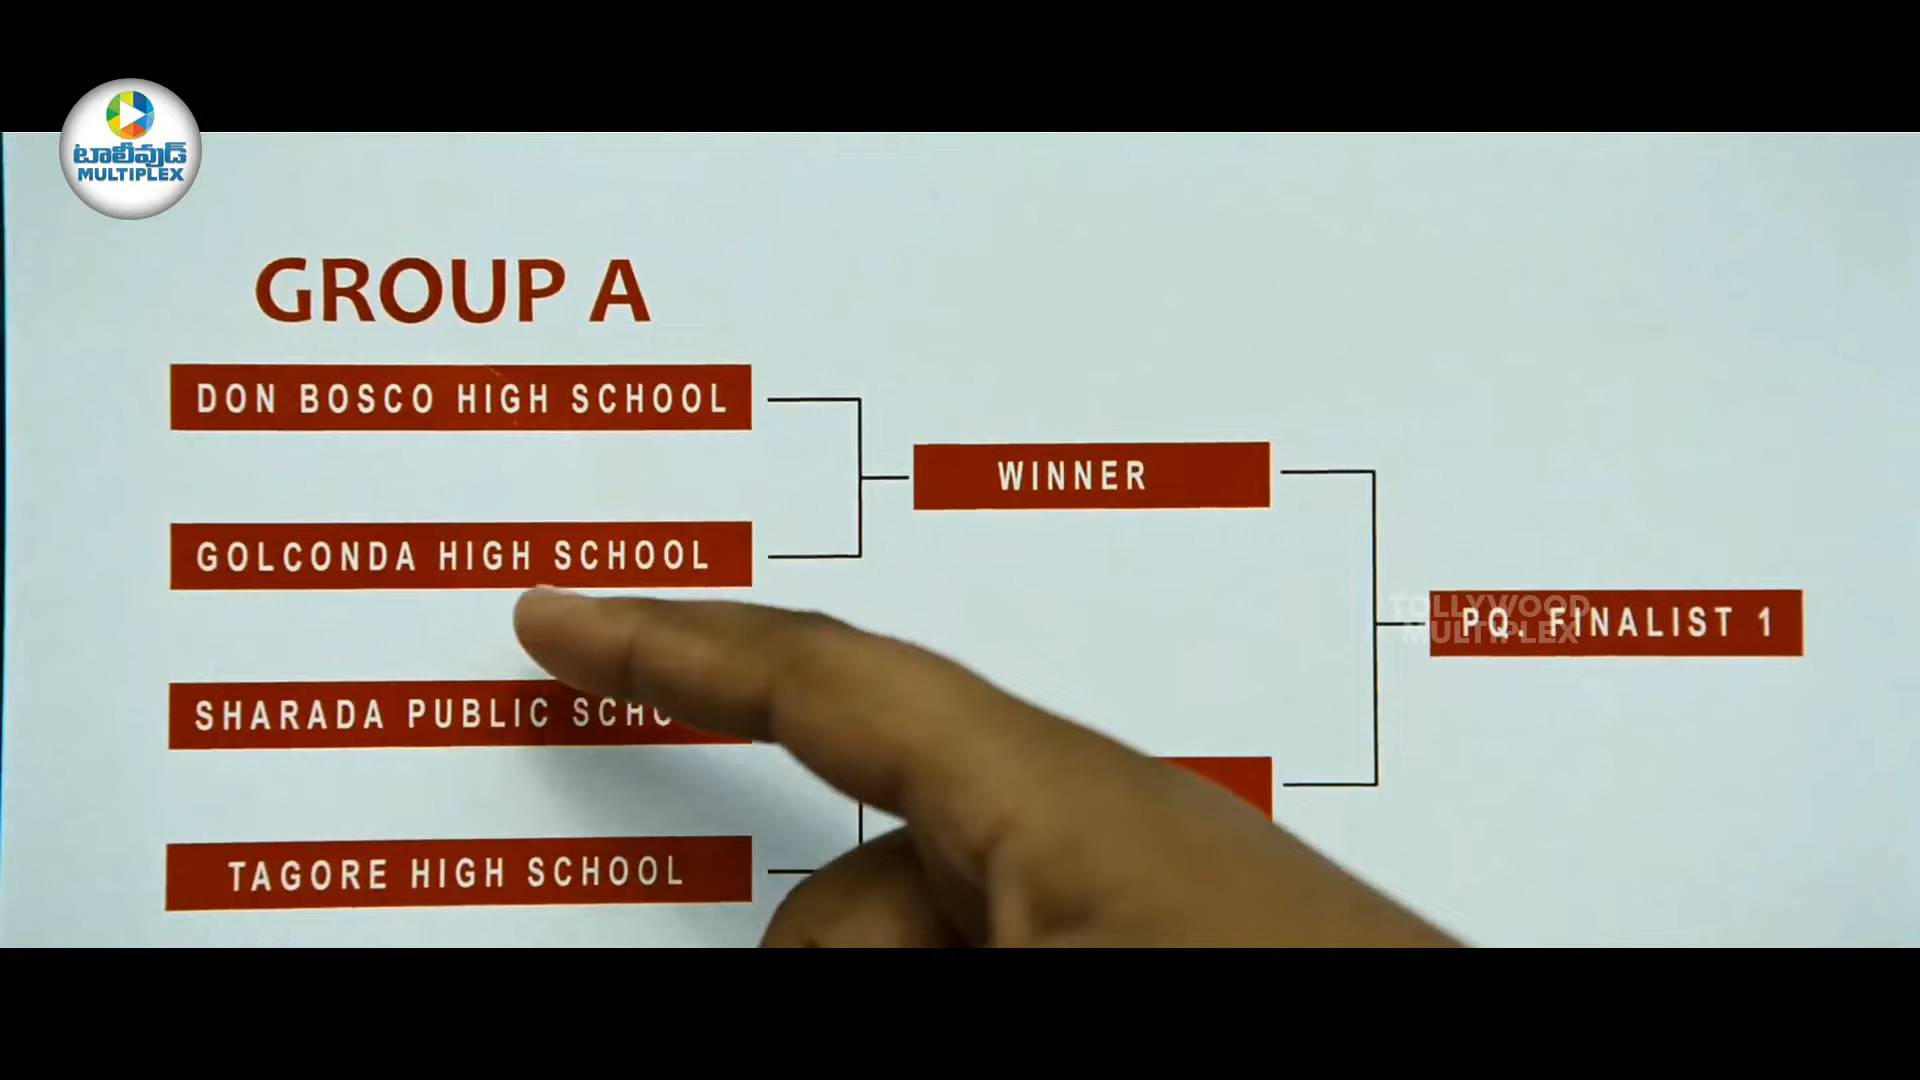 టాలీవుడ్
MULTIPLEX
GROUP A
DON BOSCO HIGH SCHOOL
WINNER
GOLCONDA HIGH SCHOOL
TOLLYWOOD
MULTIPLEX
PQ. FINALIST 1
SHARADA PUBLIC
TAGORE HIGH SCHOOL